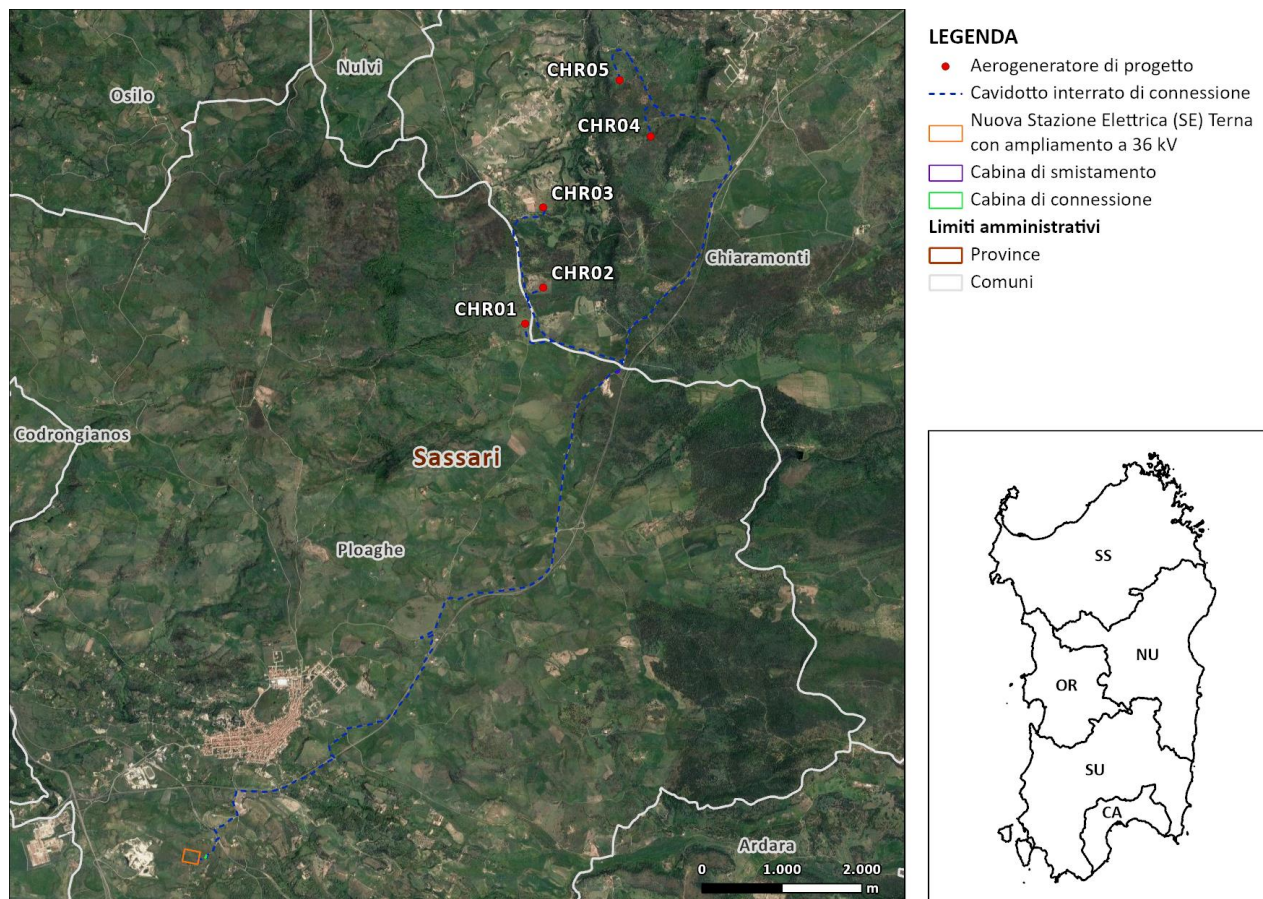 Osilo
Nulvi
CHR05
CHR04
CHR03
Chiaramonti
CHR02
CHR01
Codrongianos
Sassari
Ploaghe
Ardara
0 1.000 2.000
m
LEGENDA
Aerogeneratore di progetto
Cavidotto interrato di connessione
Nuova Stazione Elettrica (SE) Terna
con ampliamento a 36 kV
Cabina di smistamento
Cabina di connessione
Limiti amministrativi
Province
Comuni
SS
NU
OR
SU
CA